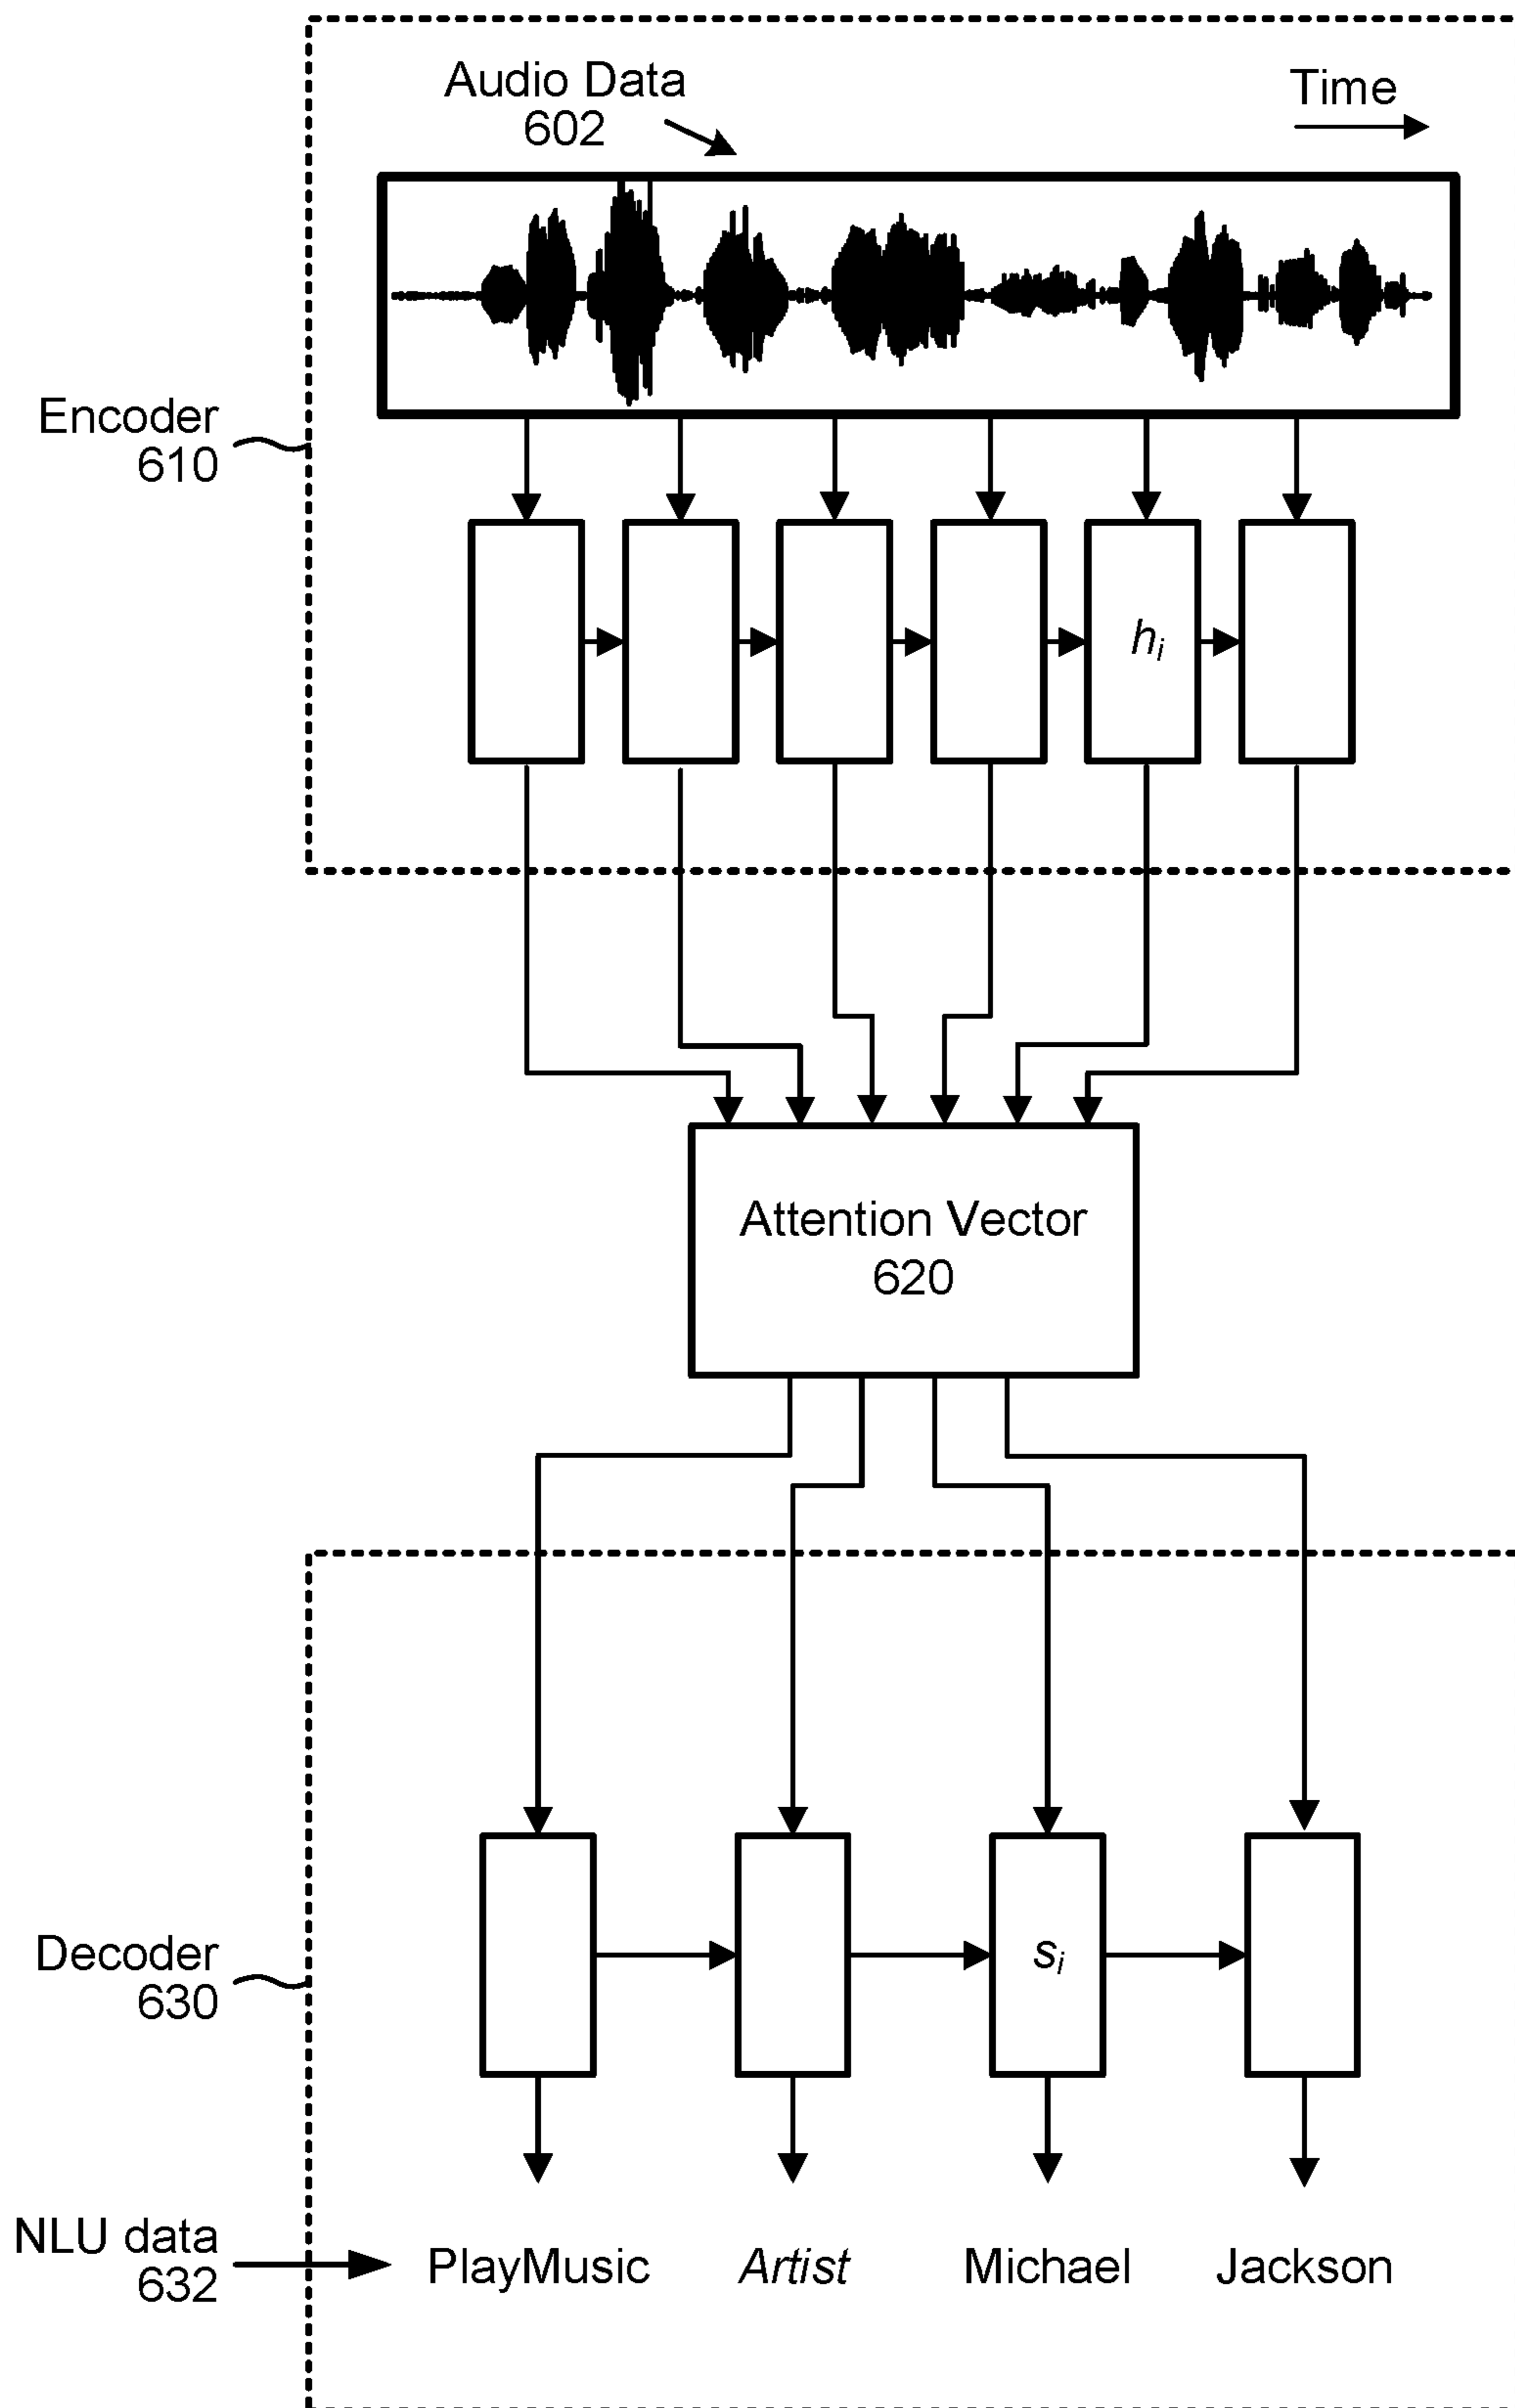 Audio Data
602
Time
Encoder
610
hi
Attention Vector
620
Decoder
630
si
NLU data
632
PlayMusic Artist Michael Jackson